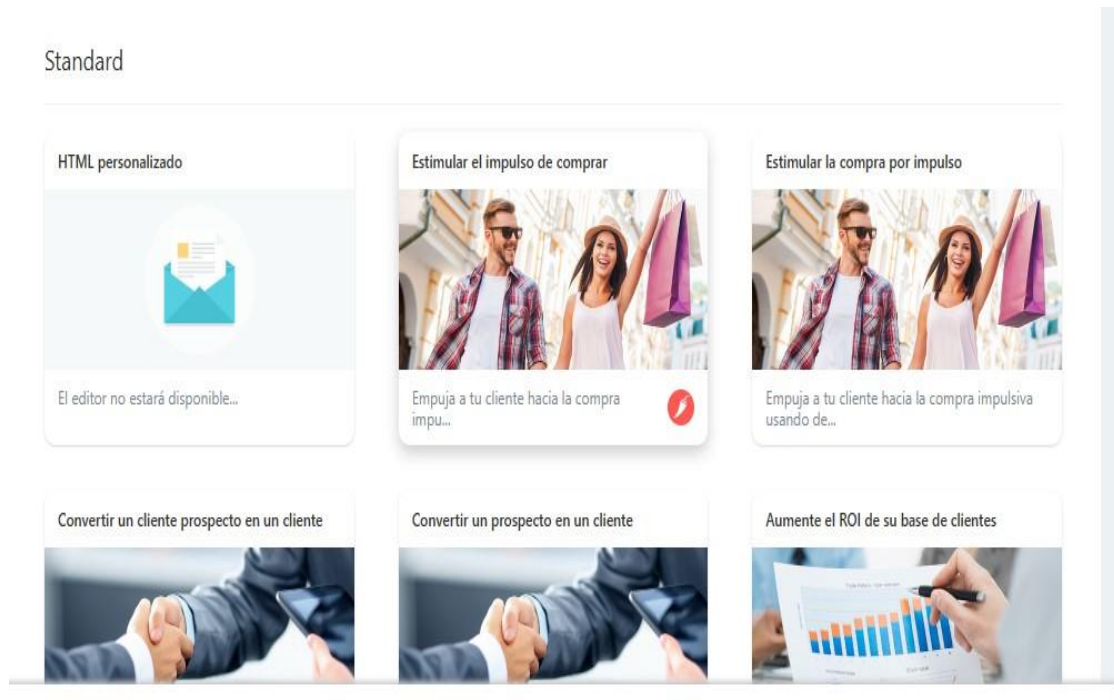 Standard
HTML personalizado
Estimular el impulso de comprar
Estimular la compra por impulso
El editor no estará disponible...
Empuja a tu cliente hacia la compra
impu...
Empuja a tu cliente hacia la compra impulsiva
usando de...
Convertir un cliente prospecto en un cliente
Convertir un prospecto en un cliente
Aumente el ROI de su base de clientes